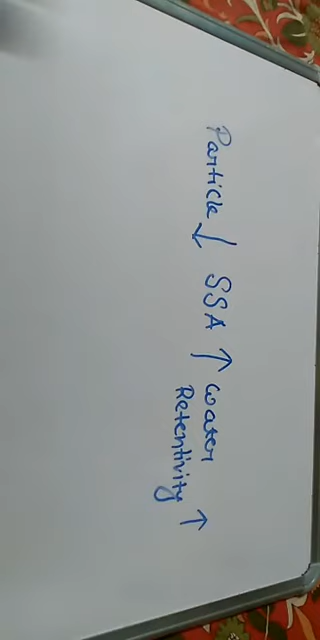 Particle ↓ SSA ↑ water
Retentivity ↑